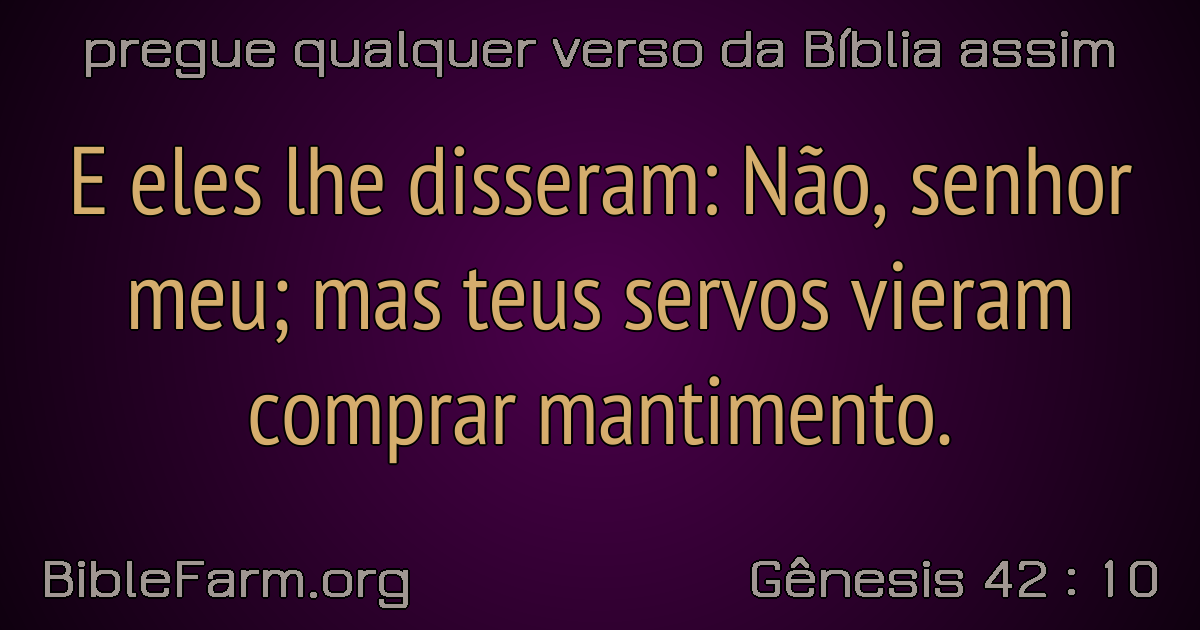 pregue qualquer verso da Bíblia assim
E eles lhe disseram: Não, senhor
meu; mas teus servos vieram
comprar mantimento.
BibleFarm.org
Gênesis 42 : 10